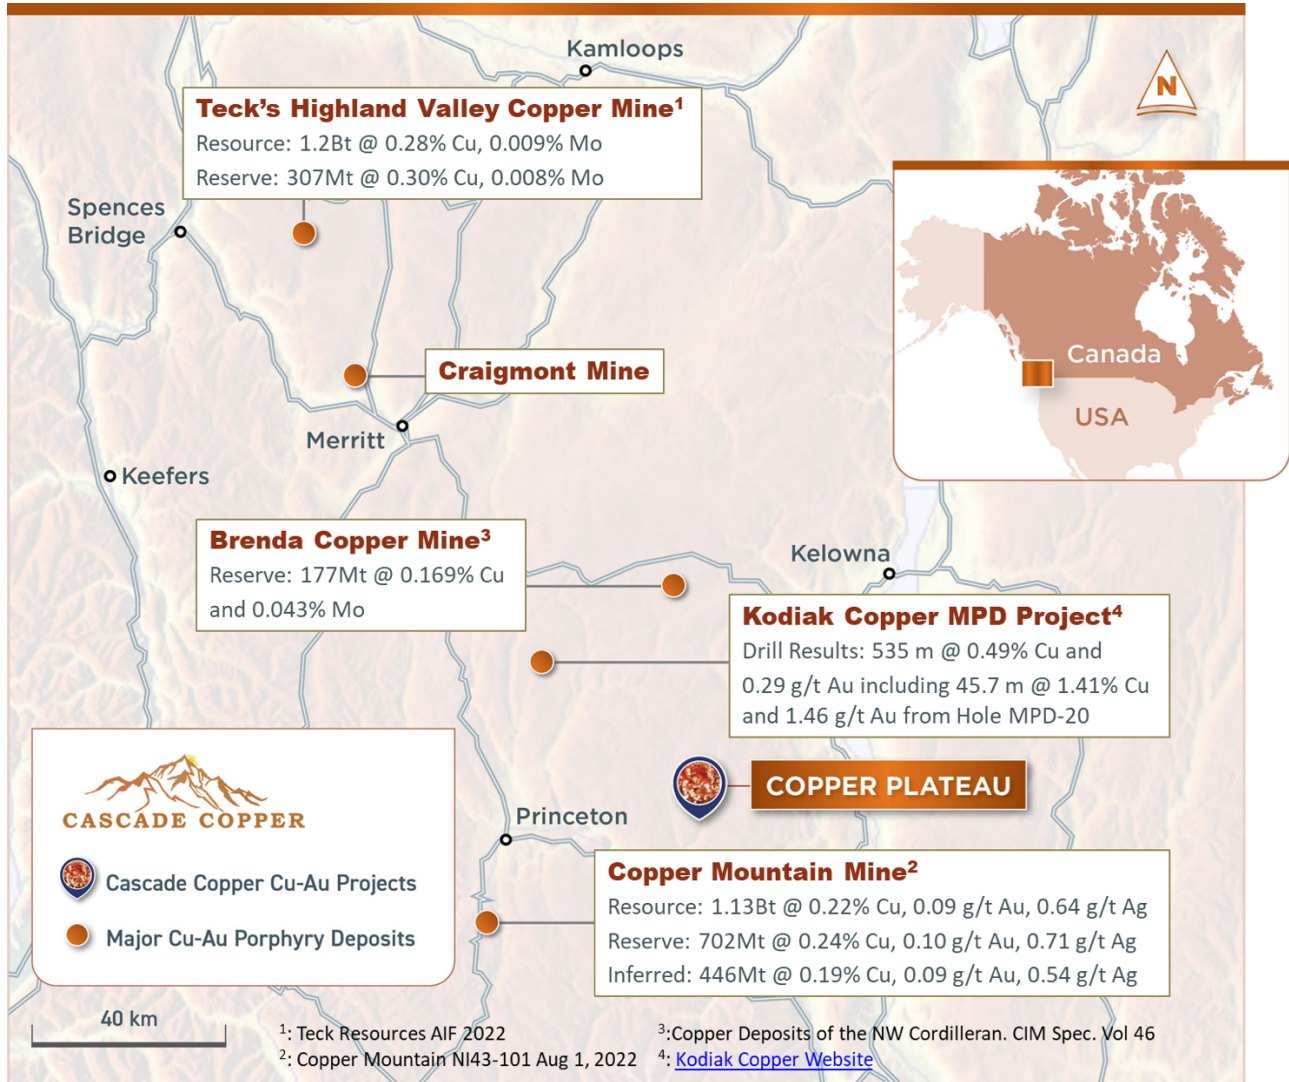 Kamloops
N
Teck's Highland Valley Copper Mine¹
Resource: 1.2Bt @ 0.28% Cu, 0.009% Mo
Reserve: 307Mt @ 0.30% Cu, 0.008% Mo
Spences
Bridge
Canada
USA
Craigmont Mine
Merritt
Keefers
Brenda Copper Mine³
Reserve: 177Mt @ 0.169% Cu
and 0.043% Mo
Kelowna
Kodiak Copper MPD Project⁴
Drill Results: 535 m @ 0.49% Cu and
0.29 g/t Au including 45.7 m @ 1.41% Cu
and 1.46 g/t Au from Hole MPD-20
COPPER PLATEAU
CASCADE COPPER
Cascade Copper Cu-Au Projects
Major Cu-Au Porphyry Deposits
Princeton
Copper Mountain Mine²
Resource: 1.13Bt @ 0.22% Cu, 0.09 g/t Au, 0.64 g/t Ag
Reserve: 702Mt @ 0.24% Cu, 0.10 g/t Au, 0.71 g/t Ag
Inferred: 446Mt @ 0.19% Cu, 0.09 g/t Au, 0.54 g/t Ag
40 km
¹: Teck Resources AIF 2022
²: Copper Mountain NI43-101 Aug 1, 2022
³:Copper Deposits of the NW Cordilleran. CIM Spec. Vol 46
⁴: Kodiak Copper Website